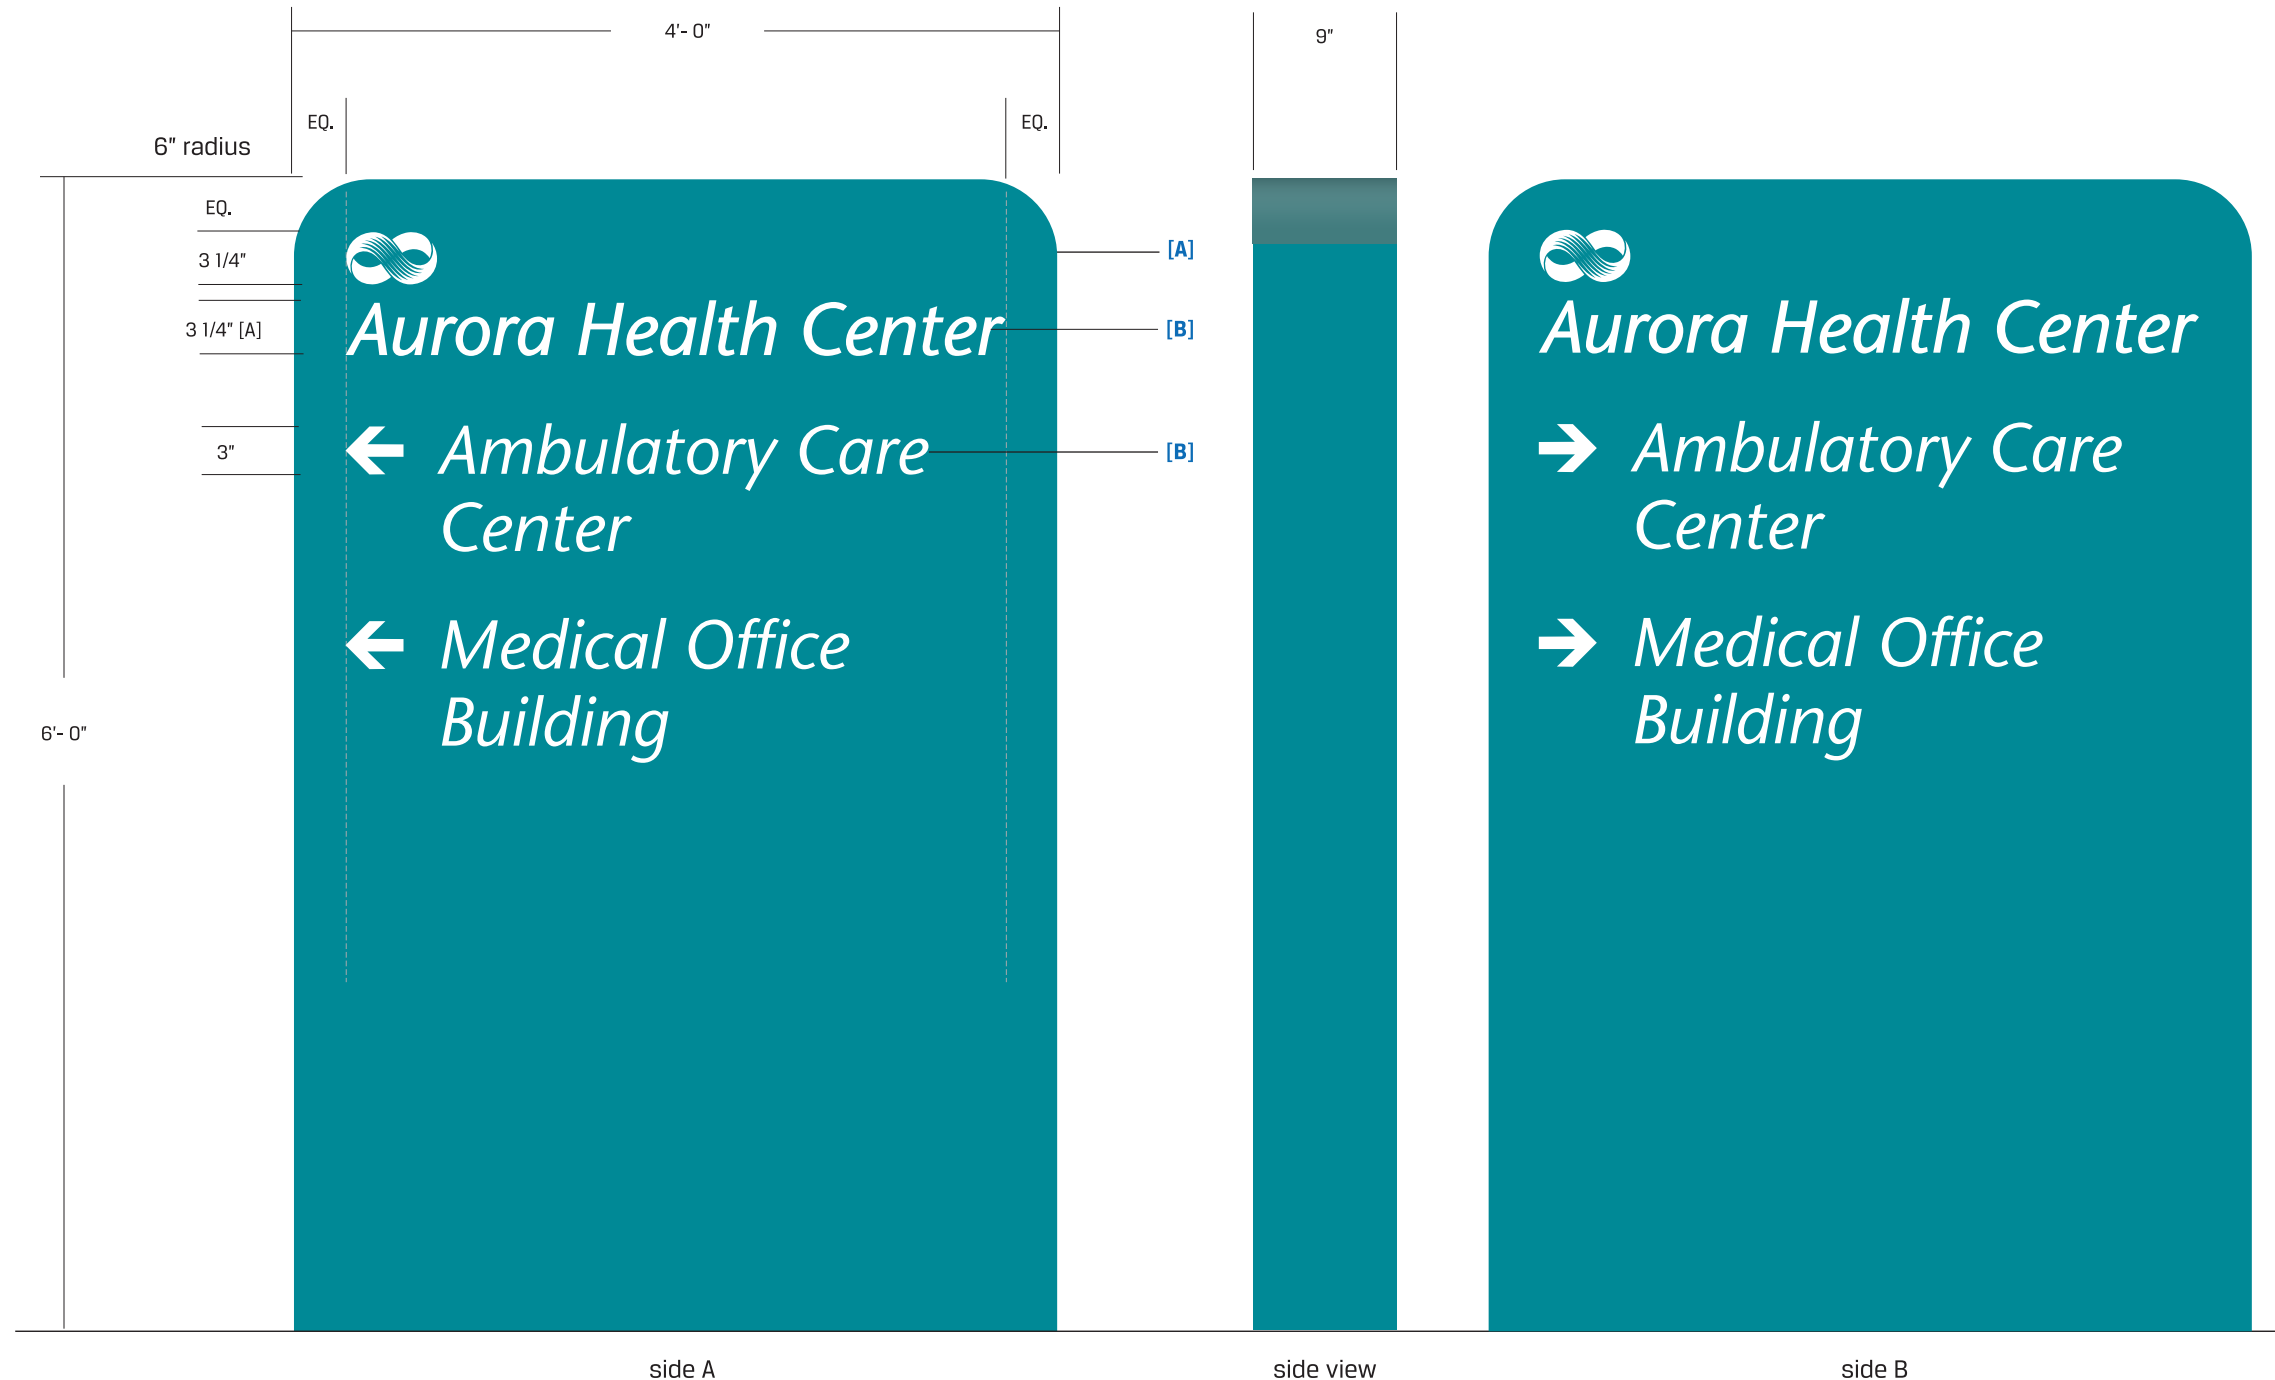 4'- 0"
9"
EQ.
EQ.
6" radius
EQ.
3 1/4"
3 1/4" [A]
3"
6'- 0"
Aurora Health Center
← Ambulatory Care
Center
← Medical Office
Building
[A]
[B]
[B]
Aurora Health Center
→ Ambulatory Care
Center
→ Medical Office
Building
side A
side view
side B